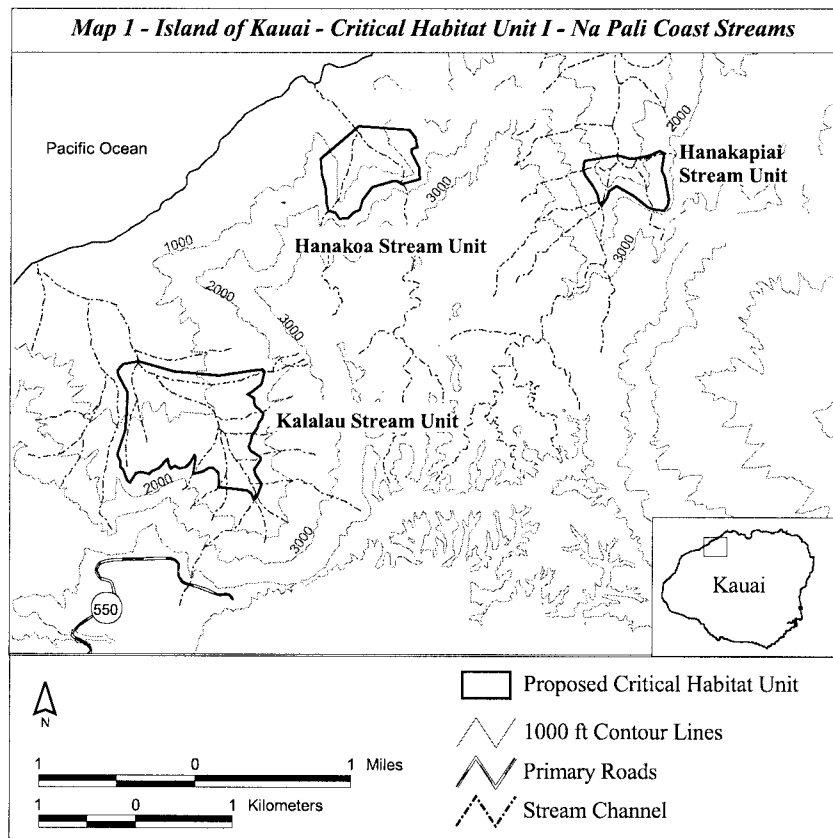 Map 1 - Island of Kauai - Critical Habitat Unit I - Na Pali Coast Streams
Pacific Ocean
2000
Hanakapiai
Stream Unit
3000
Hanakoa Stream Unit
1000
3000
2000
3000
Kalalau Stream Unit
2000
3000
550
Kauai
N
1 0 1 Miles
1 0 1 Kilometers
Proposed Critical Habitat Unit
1000 ft Contour Lines
Primary Roads
Stream Channel